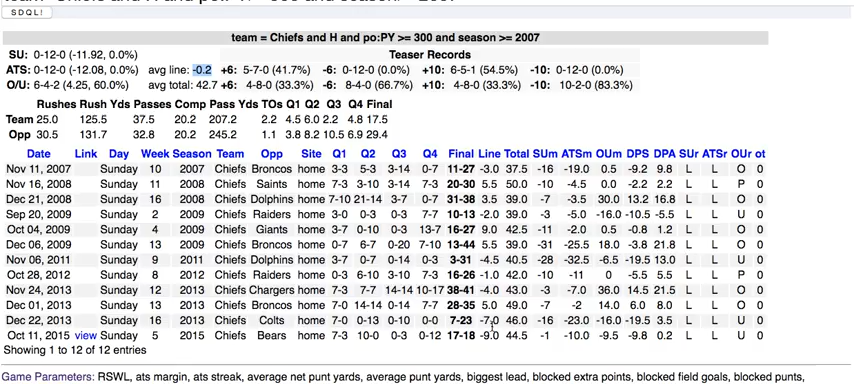 SDQL!
team = Chiefs and H and po:PY >= 300 and season >= 2007
SU: 0-12-0 (-11.92, 0.0%) Teaser Records
ATS: 0-12-0 (-12.08, 0.0%) avg line: -0.2 +6: 5-7-0 (41.7%) -6: 0-12-0 (0.0%) +10: 6-5-1 (54.5%) -10: 0-12-0 (0.0%)
O/U: 6-4-2 (4.25, 60.0%) avg total: 42.7 +6: 4-8-0 (33.3%) -6: 8-4-0 (66.7%) +10: 4-8-0 (33.3%) -10: 10-2-0 (83.3%)
Rushes Rush Yds Passes Comp Pass Yds TOs Q1 Q2 Q3 Q4 Final
Team 25.0 125.5 37.5 20.2 207.2 2.2 4.5 6.0 2.2 4.8 17.5
Opp 30.5 131.7 32.8 20.2 245.2 1.1 3.8 8.2 10.5 6.9 29.4
Date Link Day Week Season Team Opp Site Q1 Q2 Q3 Q4 Final Line Total SUm ATSm OUm DPS DPA SUr ATSr OUr ot
Nov 11, 2007 Sunday 10 2007 Chiefs Broncos home 3-3 5-3 3-14 0-7 11-27 -3.0 37.5 -16 -19.0 0.5 -9.2 9.8 L L O 0
Nov 16, 2008 Sunday 11 2008 Chiefs Saints home 7-3 3-10 3-14 7-3 20-30 5.5 50.0 -10 -4.5 0.0 -2.2 2.2 L L P 0
Dec 21, 2008 Sunday 16 2008 Chiefs Dolphins home 7-10 21-14 3-7 0-7 31-38 3.5 39.0 -7 -3.5 30.0 13.2 16.8 L L O 0
Sep 20, 2009 Sunday 2 2009 Chiefs Raiders home 3-0 0-3 0-3 7-7 10-13 -2.0 39.0 -3 -5.0 -16.0 -10.5 -5.5 L L U 0
Oct 04, 2009 Sunday 4 2009 Chiefs Giants home 3-7 0-10 0-3 13-7 16-27 9.0 42.5 -11 -2.0 0.5 -0.8 1.2 L L O 0
Dec 06, 2009 Sunday 13 2009 Chiefs Broncos home 0-7 6-7 0-20 7-10 13-44 5.5 39.0 -31 -25.5 18.0 -3.8 21.8 L L O 0
Nov 06, 2011 Sunday 9 2011 Chiefs Dolphins home 3-7 0-7 0-14 0-3 3-31 -4.5 40.5 -28 -32.5 -6.5 -19.5 13.0 L L U 0
Oct 28, 2012 Sunday 8 2012 Chiefs Raiders home 0-3 6-10 3-10 7-3 16-26 -1.0 42.0 -10 -11 0 -5.5 5.5 L L P 0
Nov 24, 2013 Sunday 12 2013 Chiefs Chargers home 7-3 7-7 14-14 10-17 38-41 -4.0 43.0 -3 -7.0 36.0 14.5 21.5 L L O 0
Dec 01, 2013 Sunday 13 2013 Chiefs Broncos home 7-0 14-14 0-14 7-7 28-35 5.0 49.0 -7 -2 14.0 6.0 8.0 L L O 0
Dec 22, 2013 Sunday 16 2013 Chiefs Colts home 7-0 0-13 0-10 0-0 7-23 -7.0 46.0 -16 -23.0 -16.0 -19.5 3.5 L L U 0
Oct 11, 2015 view Sunday 5 2015 Chiefs Bears home 7-3 10-0 0-3 0-12 17-18 -9.0 44.5 -1 -10.0 -9.5 -9.8 0.2 L L U 0
Showing 1 to 12 of 12 entries
Game Parameters: RSWL, ats margin, ats streak, average net punt yards, average punt yards, biggest lead, blocked extra points, blocked field goals, blocked punts,